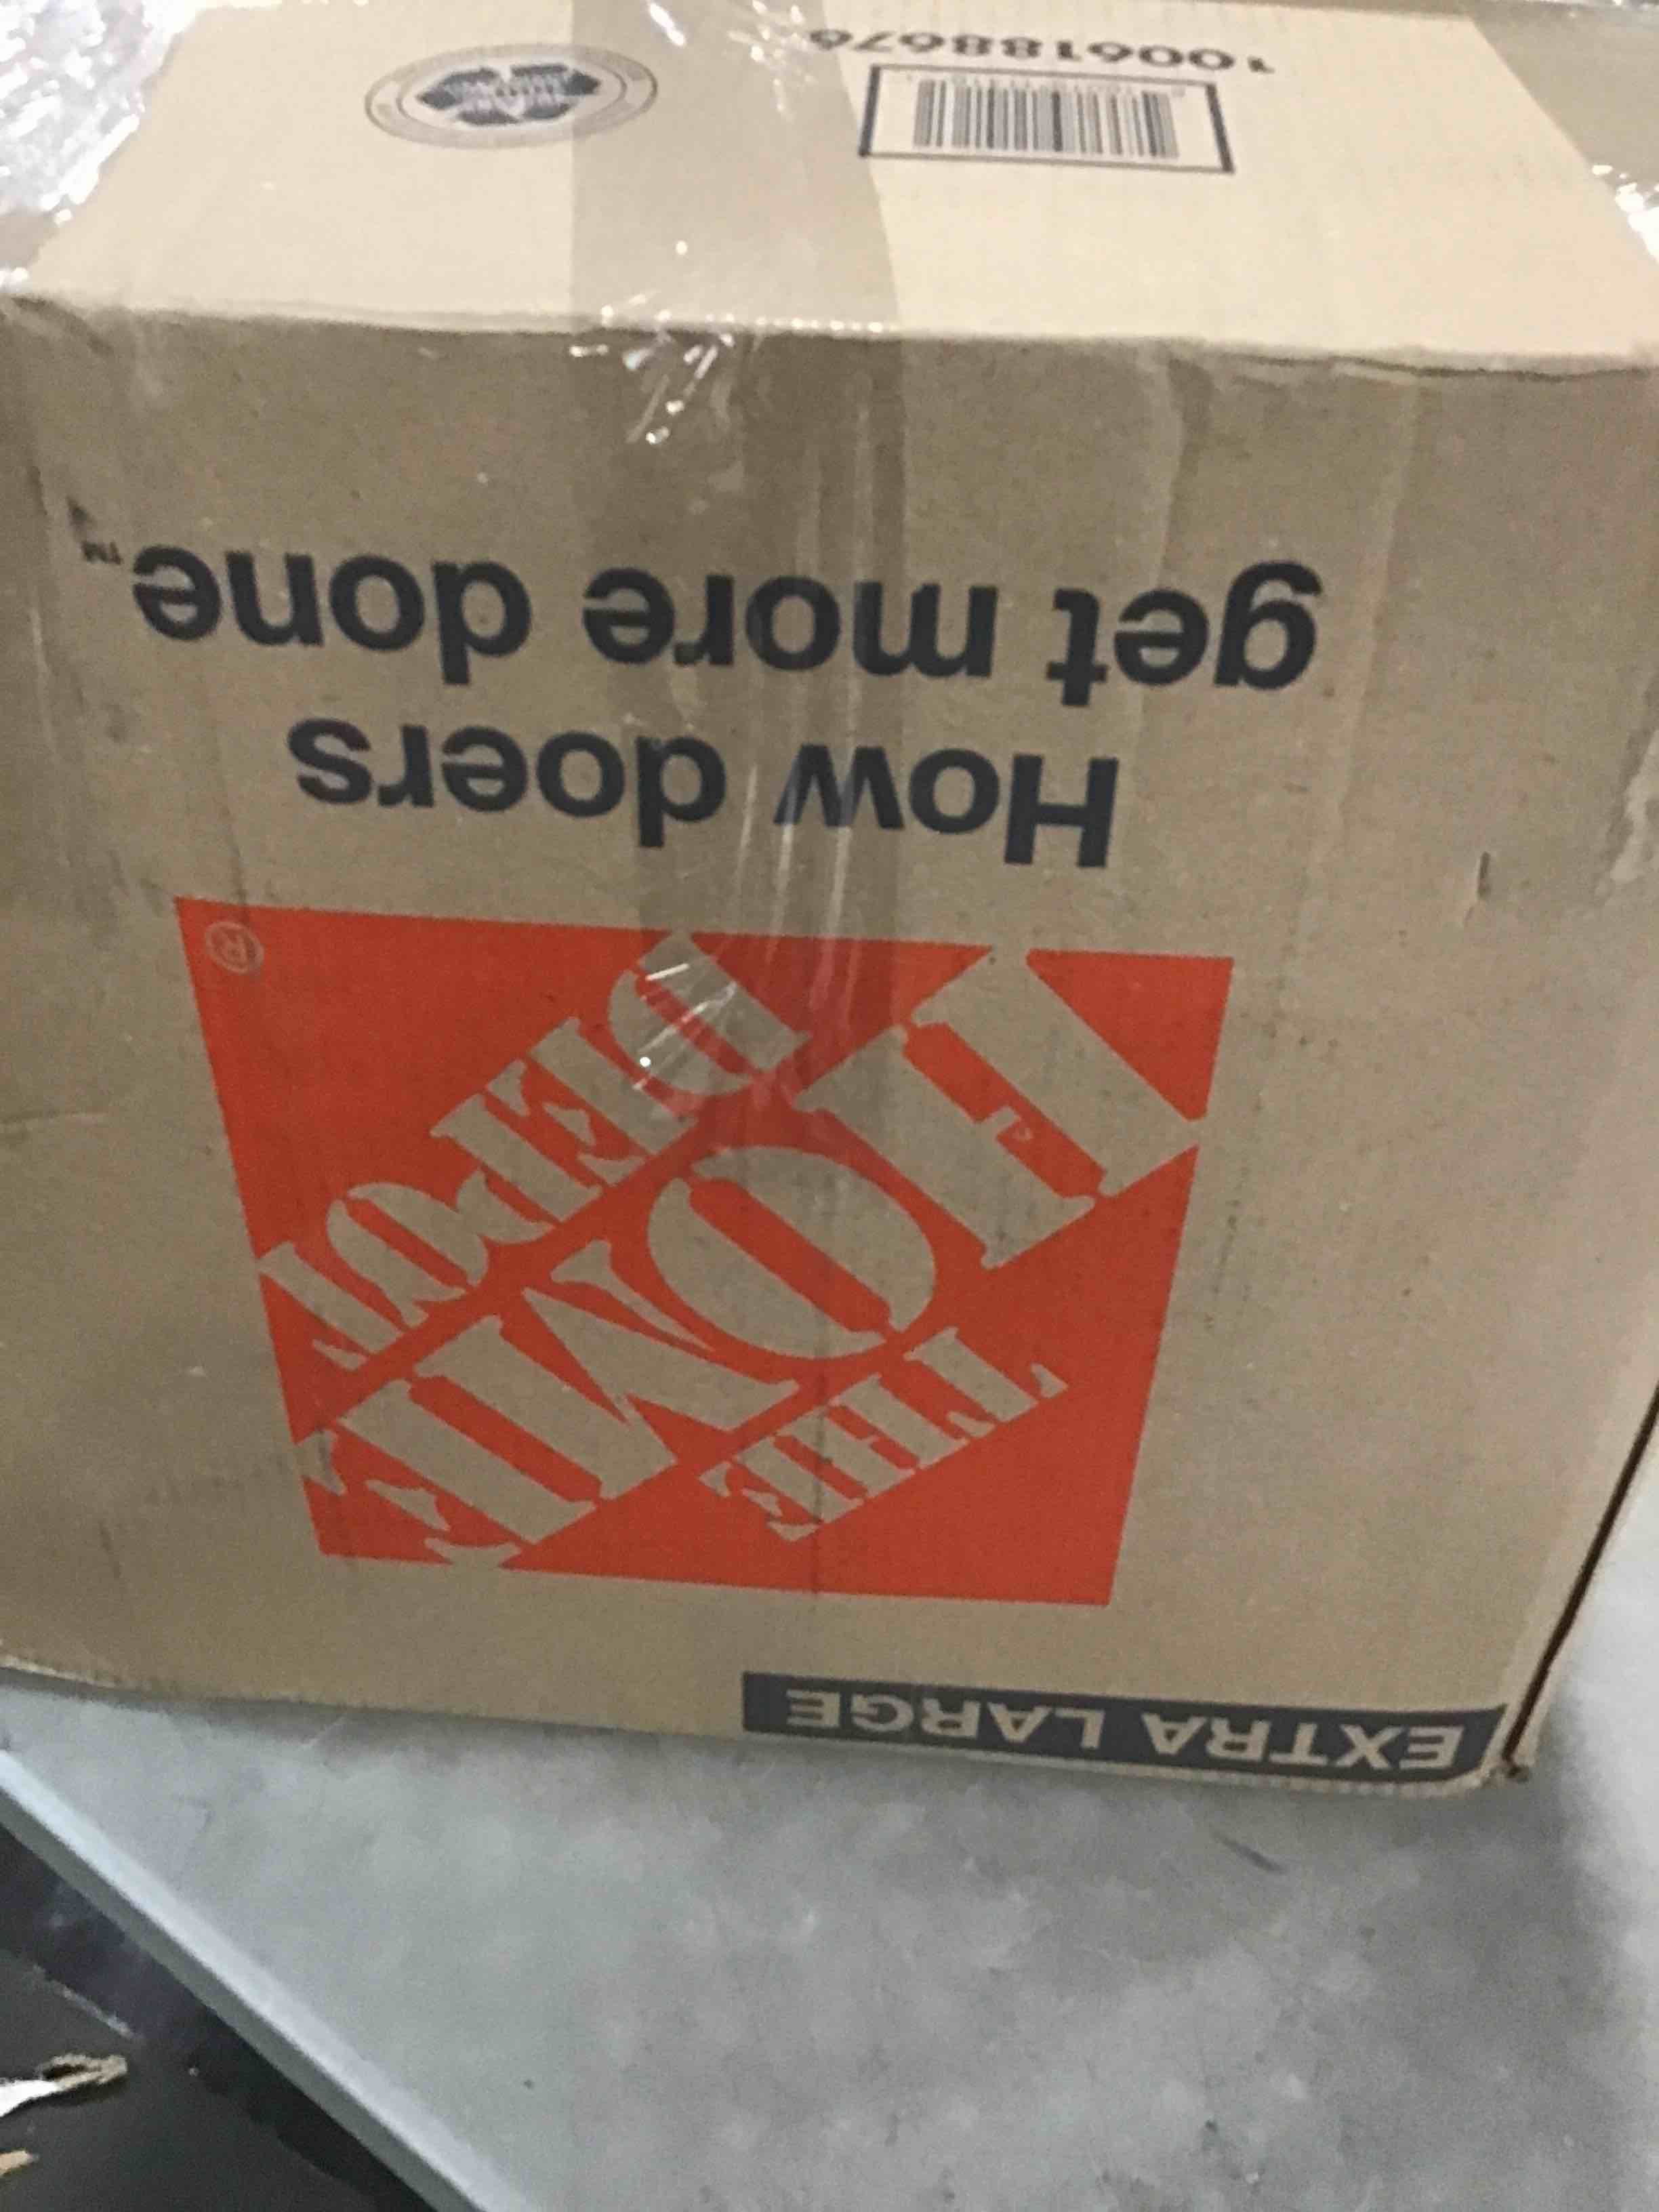 EXTRA LARGE
THE
HOME
DEPOT
®
How doers
get more done™
1006188676